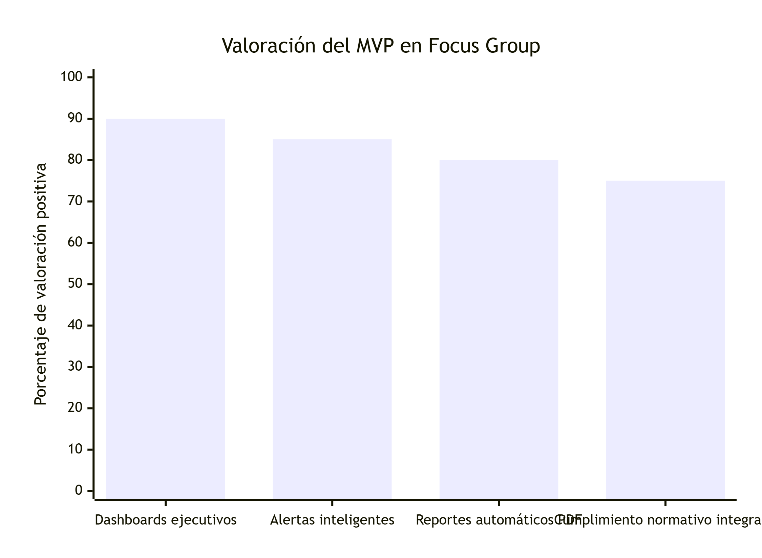 Valoración del MVP en Focus Group
Porcentaje de valoración positiva
100
90
80
70
60
50
40
30
20
10
0
Dashboards ejecutivos
Alertas inteligentes
Reportes automáticos PDF
Cumplimiento normativo integra